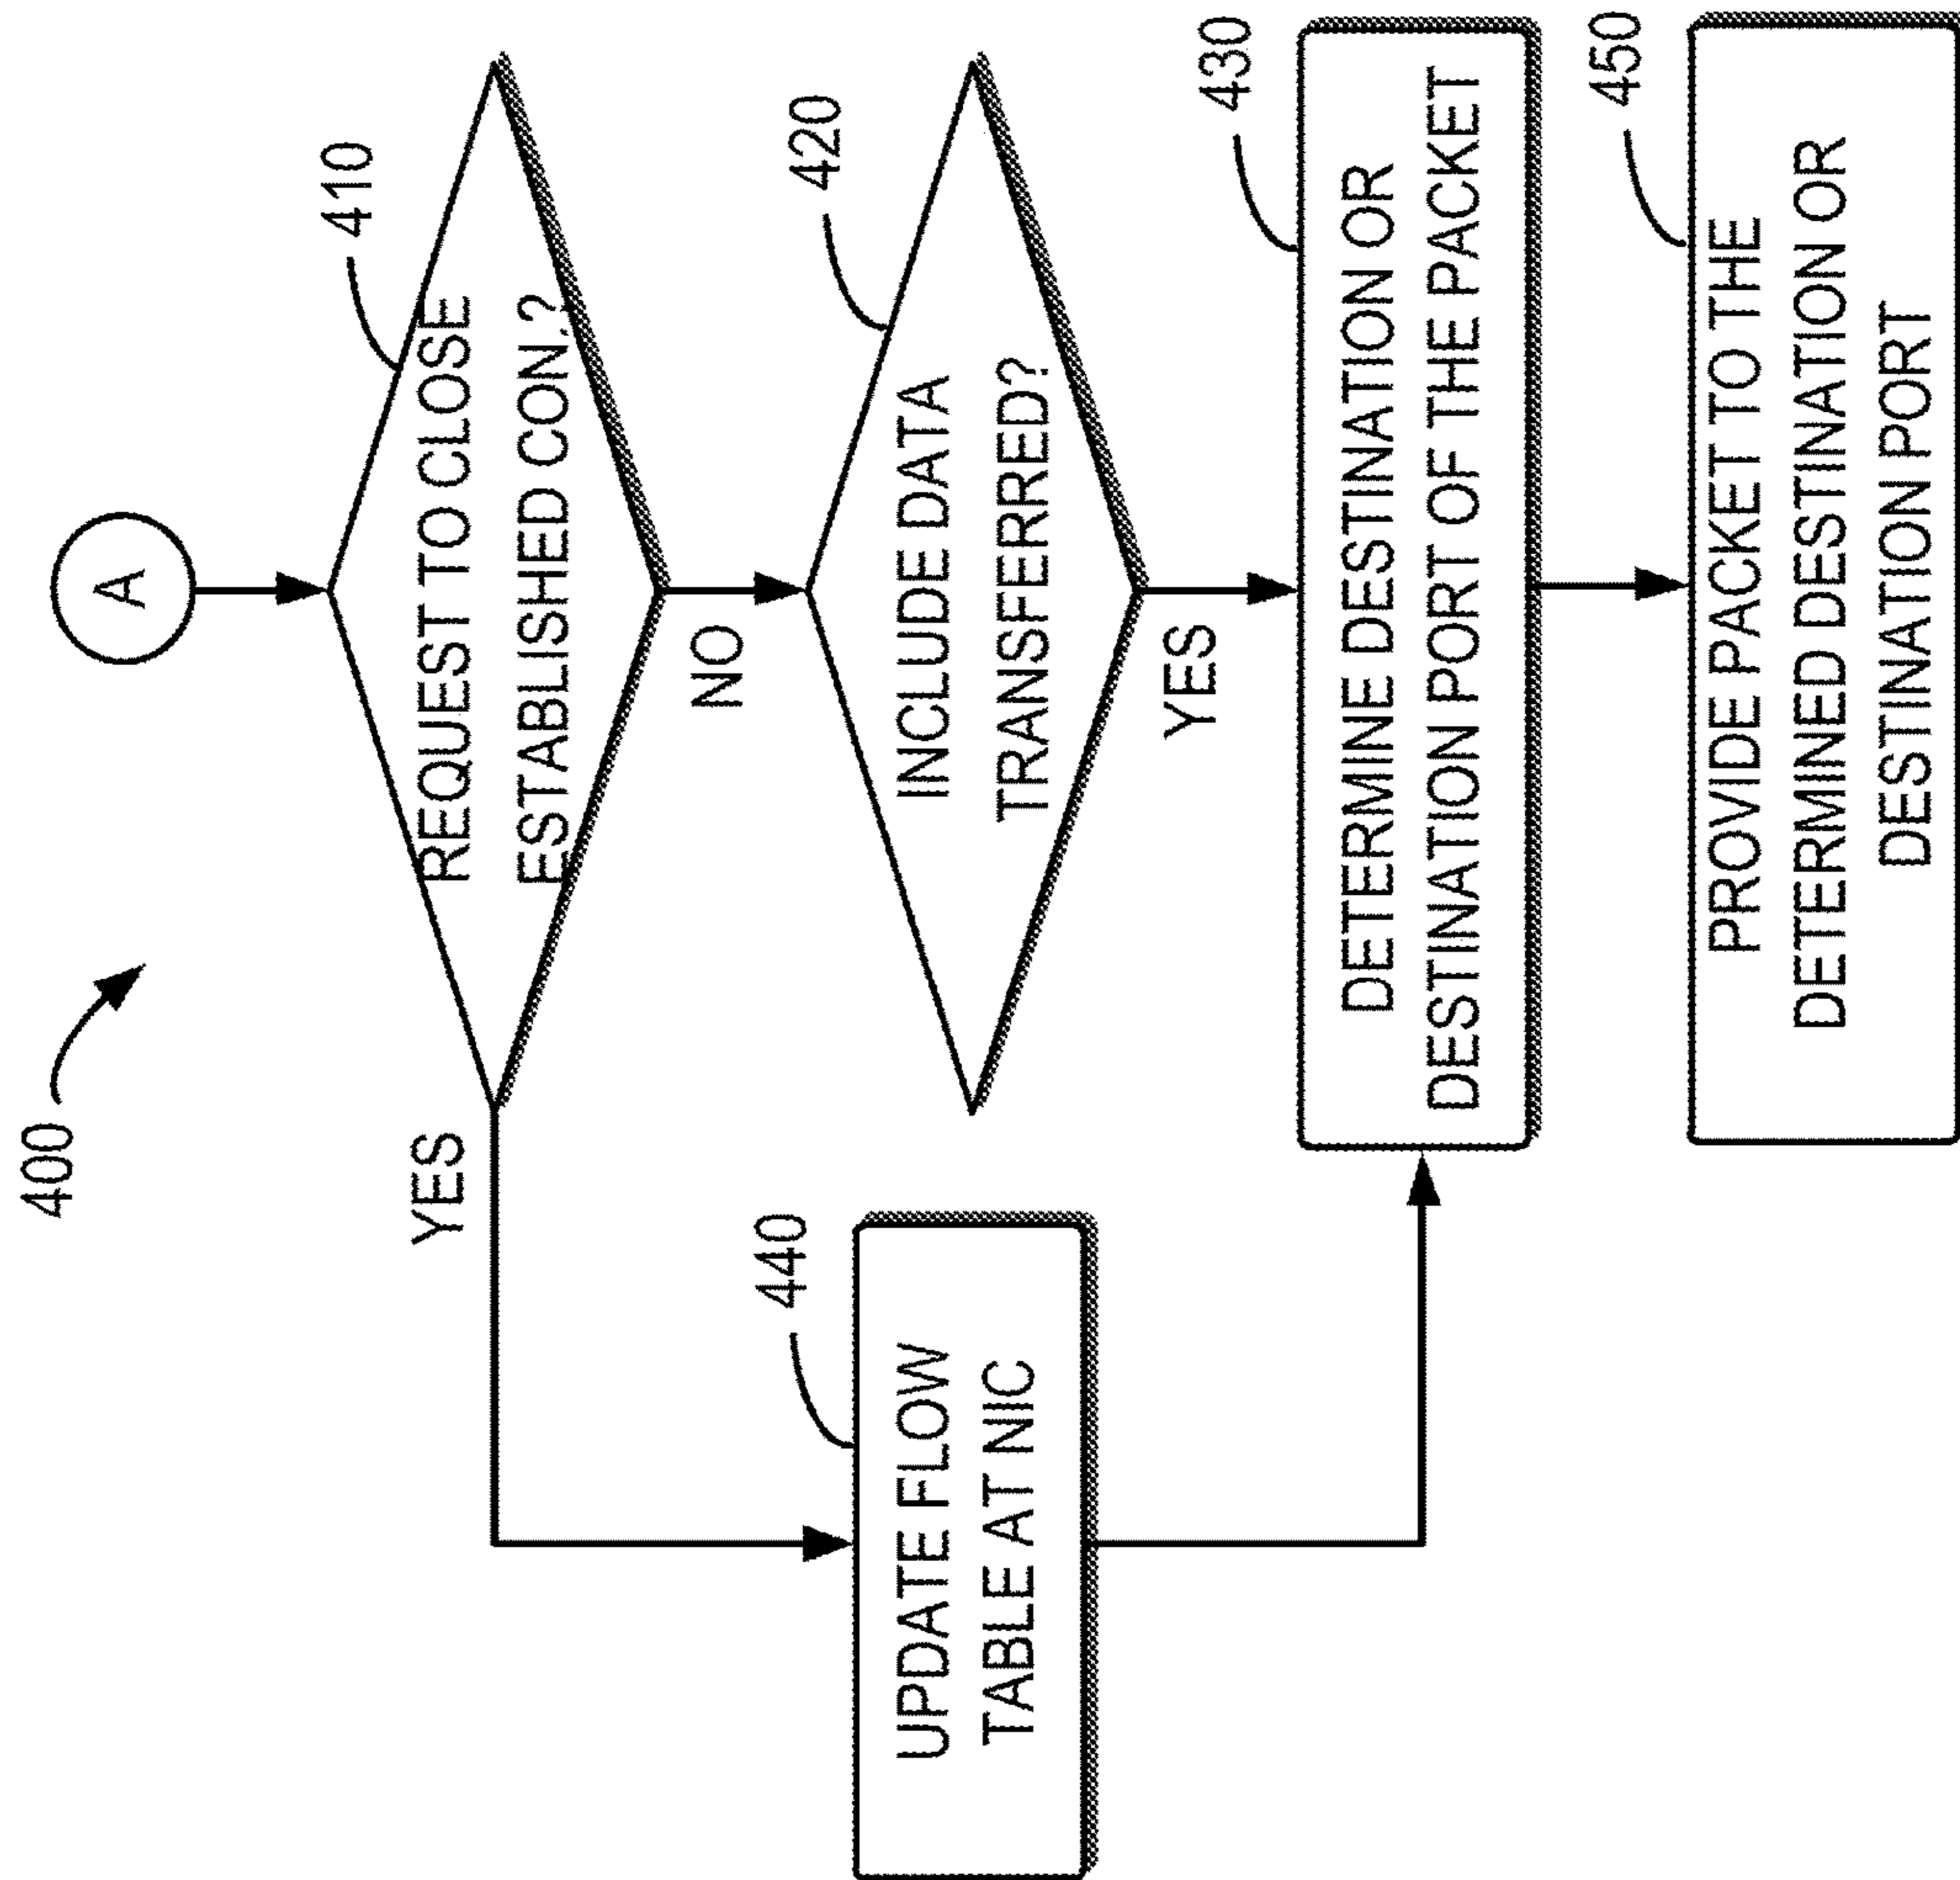 400
A
410
REQUEST TO CLOSE
ESTABLISHED CON.?
YES
NO
420
INCLUDE DATA
TRANSFERRED?
440
UPDATE FLOW
TABLE AT NIC
YES
430
DETERMINE DESTINATION OR
DESTINATION PORT OF THE PACKET
450
PROVIDE PACKET TO THE
DETERMINED DESTINATION OR
DESTINATION PORT